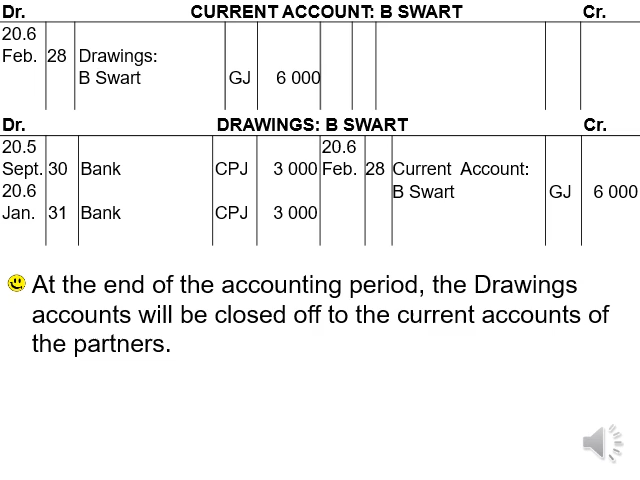 Dr. CURRENT ACCOUNT: B SWART Cr.
20.6
Feb. 28 Drawings:
B Swart GJ 6 000
Dr. DRAWINGS: B SWART Cr.
20.5 20.6
Sept. 30 Bank CPJ 3 000 Feb. 28 Current Account:
20.6 B Swart GJ 6 000
Jan. 31 Bank CPJ 3 000
At the end of the accounting period, the Drawings
accounts will be closed off to the current accounts of
the partners.